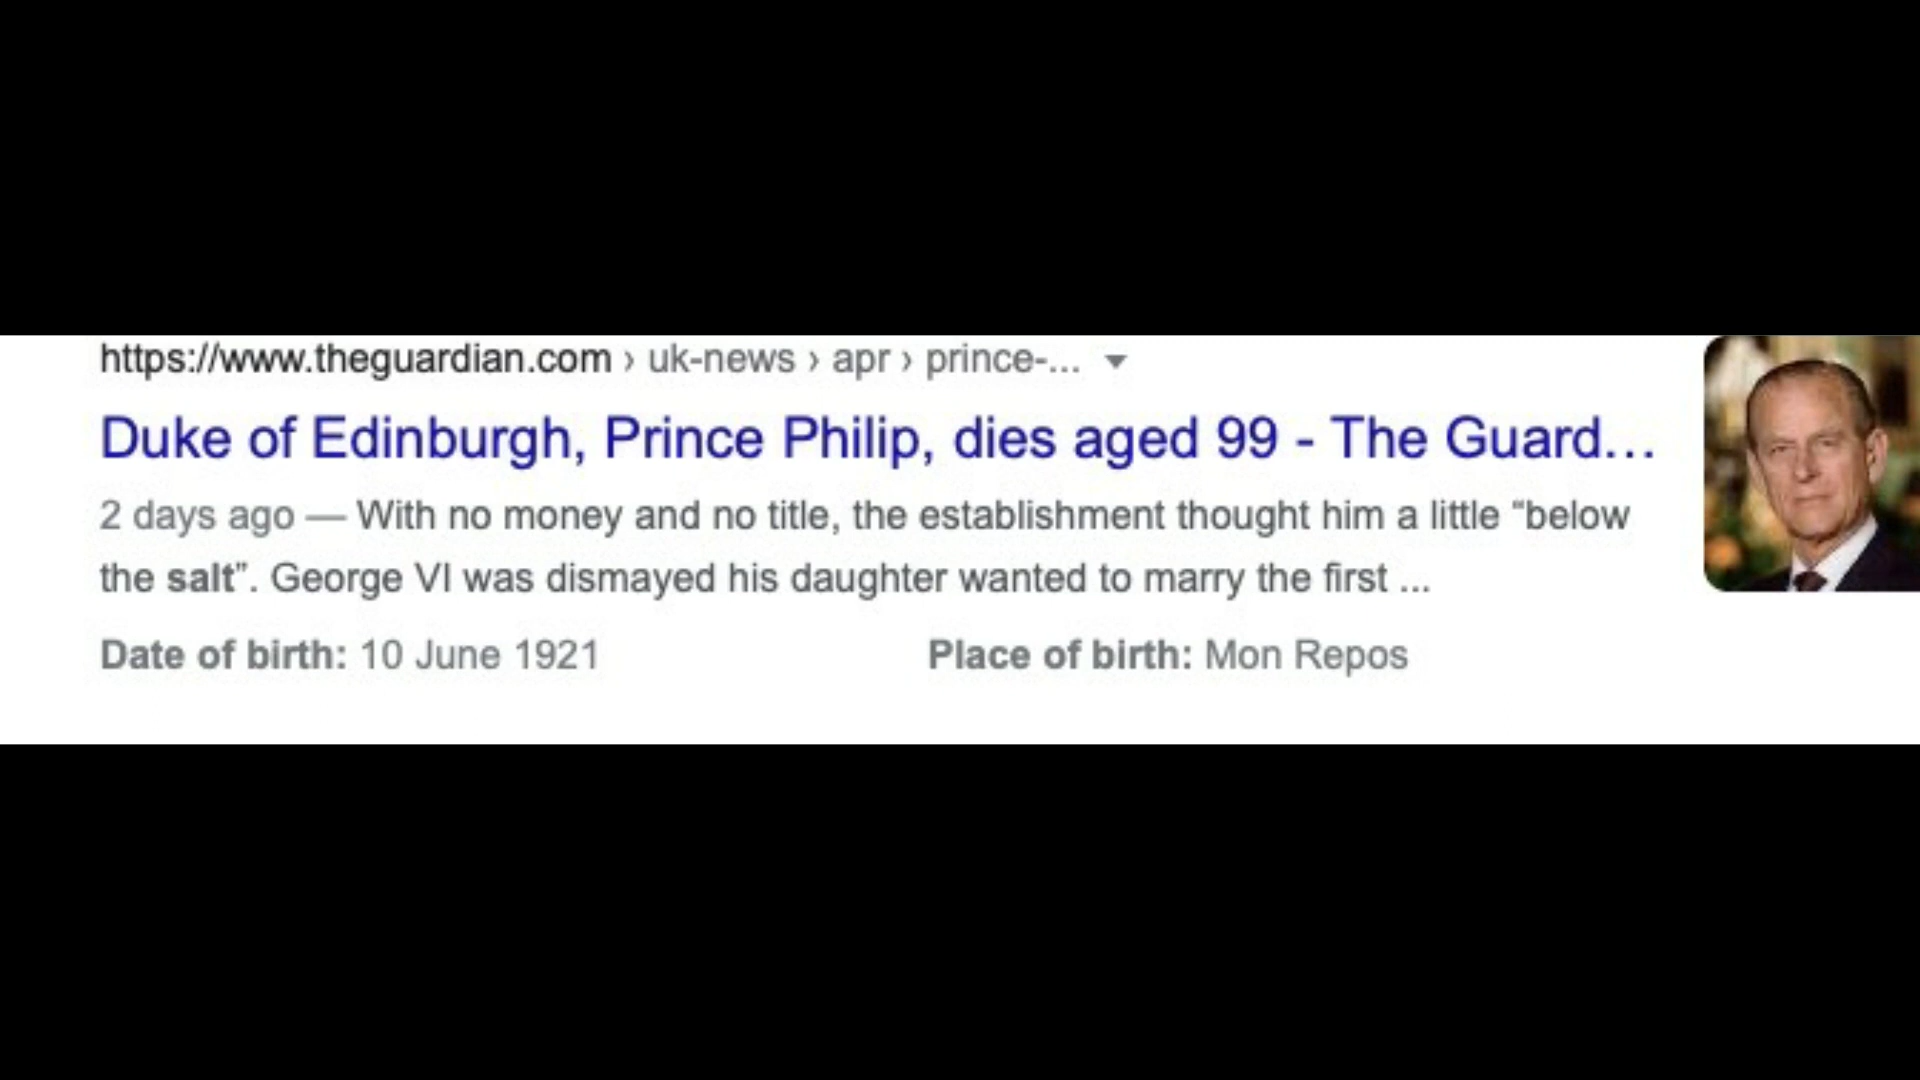 https://www.theguardian.com › uk-news › apr › prince-...
Duke of Edinburgh, Prince Philip, dies aged 99 - The Guard...
2 days ago — With no money and no title, the establishment thought him a little “below
the salt”. George VI was dismayed his daughter wanted to marry the first ...
Date of birth: 10 June 1921 Place of birth: Mon Repos